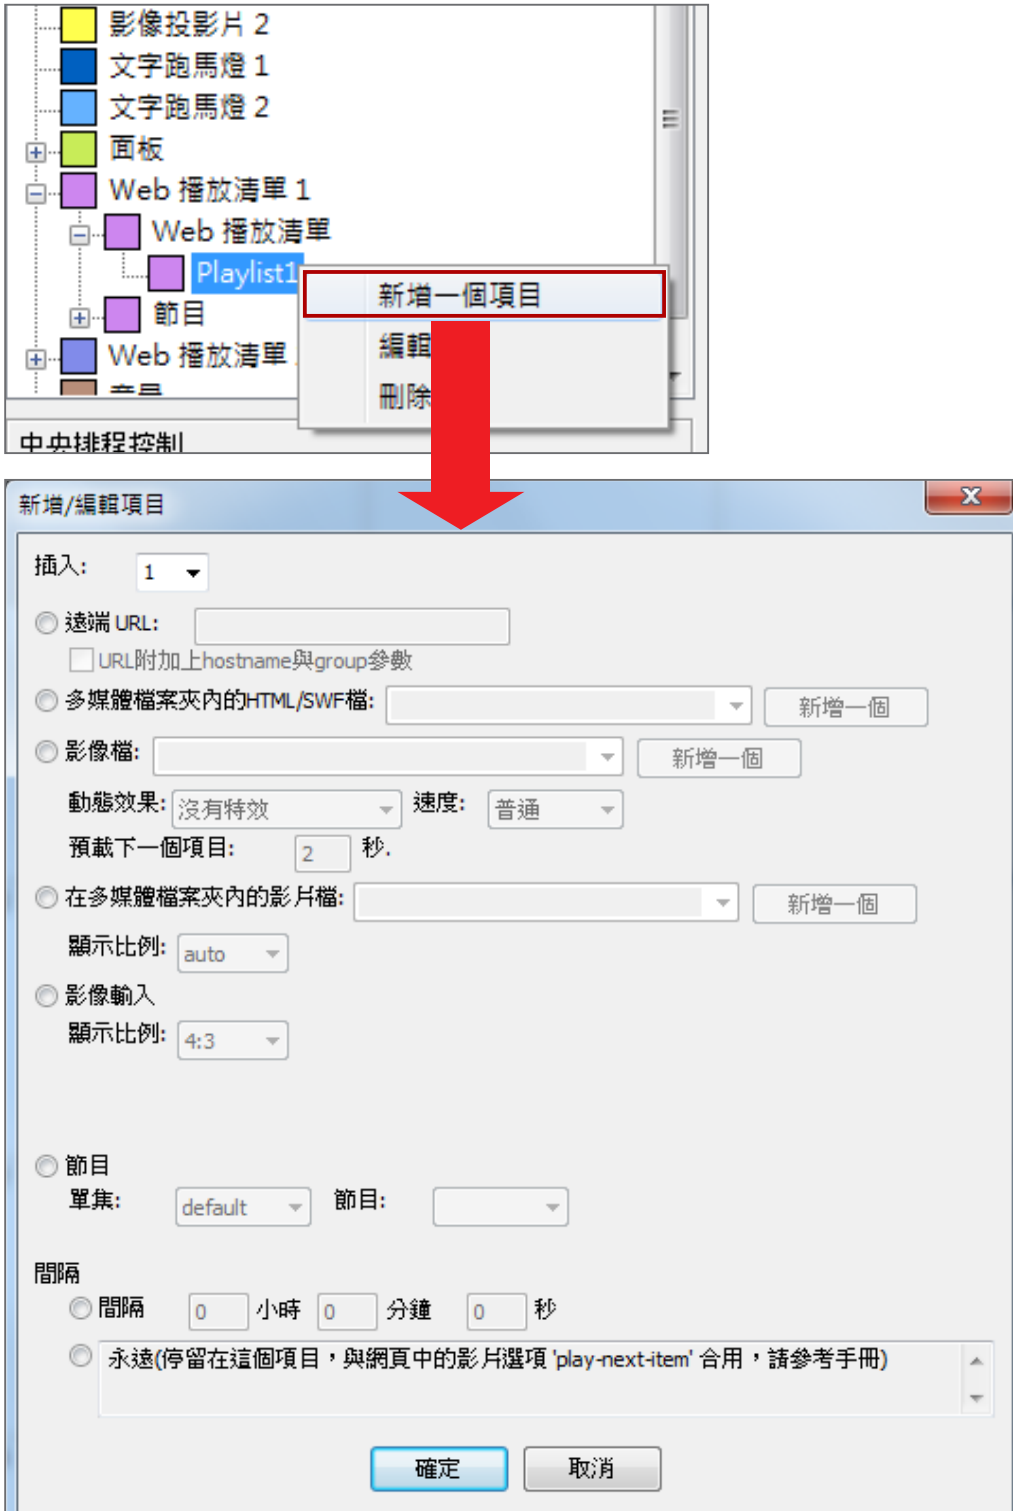 影像投影片 2
文字跑馬燈 1
文字跑馬燈 2
面板
Web 播放清單 1
Web 播放清單
Playlist1
新增一個項目
節目
編輯
Web 播放清單
刪除
音量
中央排程控制
新增/編輯項目
插入: 1
遠端 URL:
URL附加上hostname與group參數
多媒體檔案夾內的HTML/SWF檔: 新增一個
影像檔: 新增一個
動態效果: 沒有特效 速度: 普通
預載下一個項目: 2 秒.
在多媒體檔案夾內的影片檔: 新增一個
顯示比例: auto
影像輸入
顯示比例: 4:3
節目
單集: default 節目:
間隔
間隔 0 小時 0 分鐘 0 秒
永遠(停留在這個項目，與網頁中的影片選項 'play-next-item' 合用，請參考手冊)
確定 取消